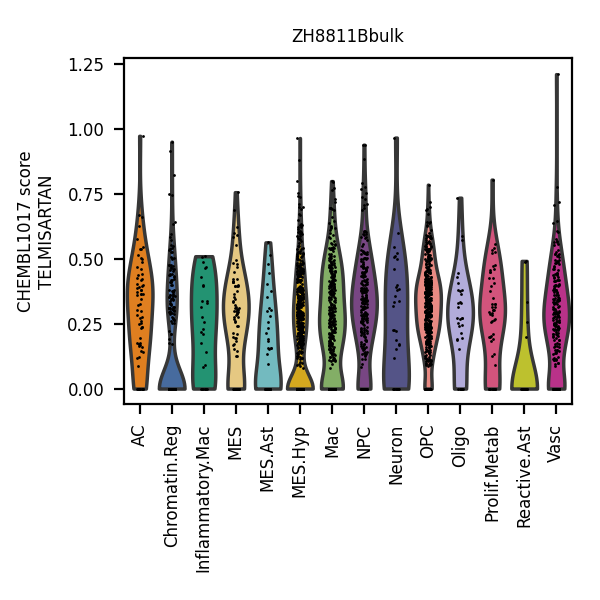 ZH8811Bbulk
CHEMBL1017 score
TELMISARTAN
1.25
1.00
0.75
0.50
0.25
0.00
AC
Chromatin.Reg
Inflammatory.Mac
MES
MES.Ast
MES.Hyp
Mac
NPC
Neuron
OPC
Oligo
Prolif.Metab
Reactive.Ast
Vasc